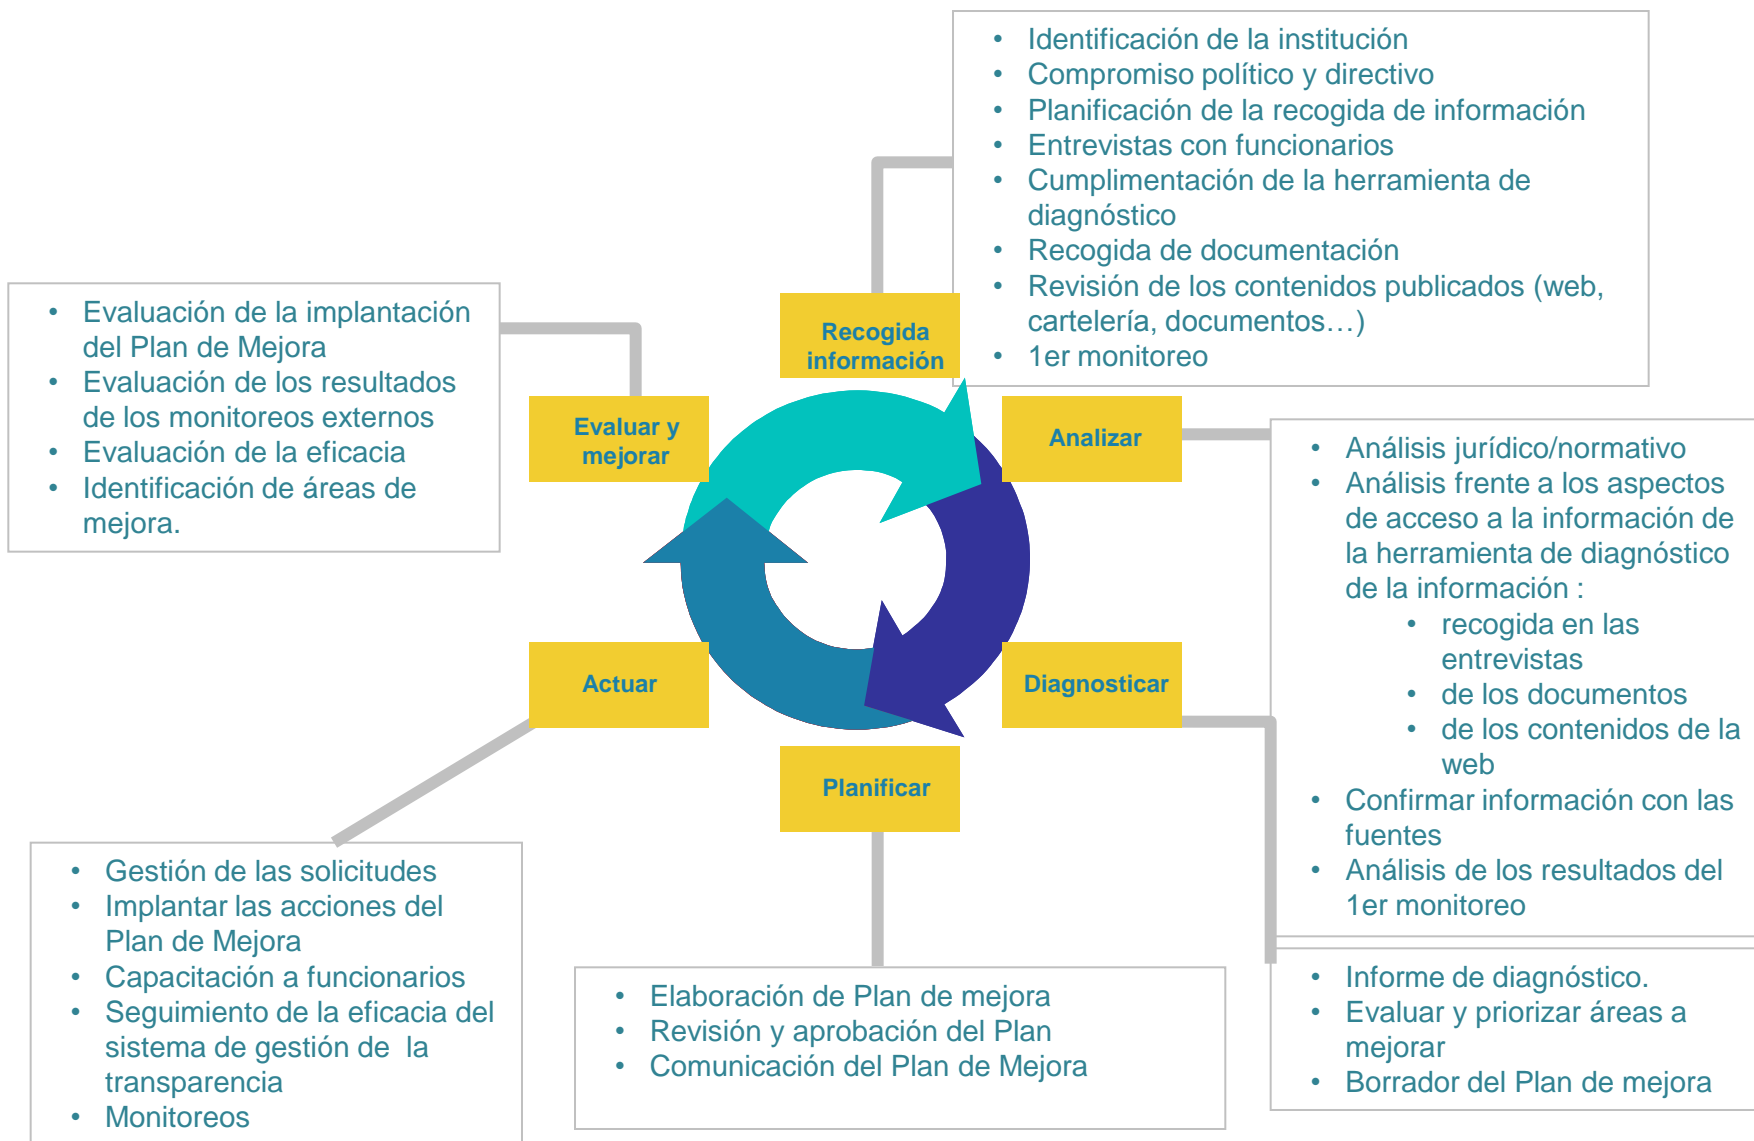 • Identificación de la institución
• Compromiso político y directivo
• Planificación de la recogida de información
• Entrevistas con funcionarios
• Cumplimentación de la herramienta de
diagnóstico
• Recogida de documentación
• Revisión de los contenidos publicados (web,
cartelería, documentos…)
• 1er monitoreo
Recogida
información
• Evaluación de la implantación
del Plan de Mejora
• Evaluación de los resultados
de los monitoreos externos
• Evaluación de la eficacia
• Identificación de áreas de
mejora.
Evaluar y
mejorar
Analizar
• Análisis jurídico/normativo
• Análisis frente a los aspectos
de acceso a la información de
la herramienta de diagnóstico
de la información :
• recogida en las
entrevistas
• de los documentos
• de los contenidos de la
web
• Confirmar información con las
fuentes
• Análisis de los resultados del
1er monitoreo
Actuar
Diagnosticar
Planificar
• Gestión de las solicitudes
• Implantar las acciones del
Plan de Mejora
• Capacitación a funcionarios
• Seguimiento de la eficacia del
sistema de gestión de  la
transparencia
• Monitoreos
• Elaboración de Plan de mejora
• Revisión y aprobación del Plan
• Comunicación del Plan de Mejora
• Informe de diagnóstico.
• Evaluar y priorizar áreas a
mejorar
• Borrador del Plan de mejora